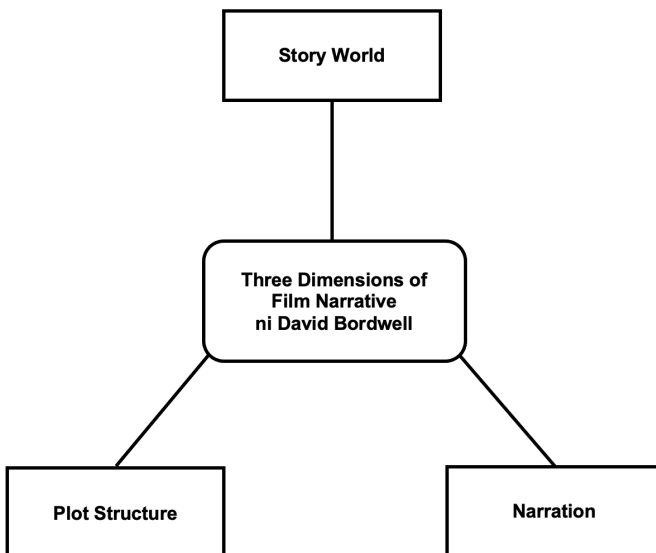 Story World
Three Dimensions of
Film Narrative
ni David Bordwell
Plot Structure
Narration